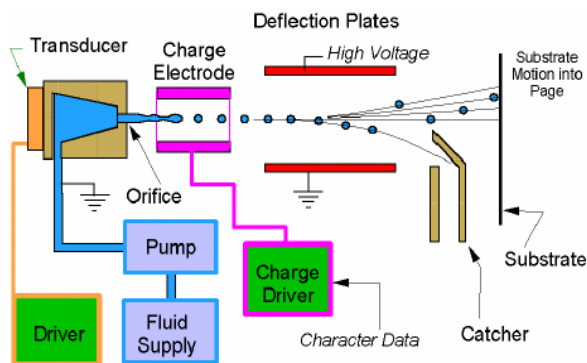 Deflection Plates
Transducer
Charge
Electrode
High Voltage
Substrate
Motion into
Page
Orifice
Pump
Fluid
Supply
Driver
Charge
Driver
Character Data
Substrate
Catcher